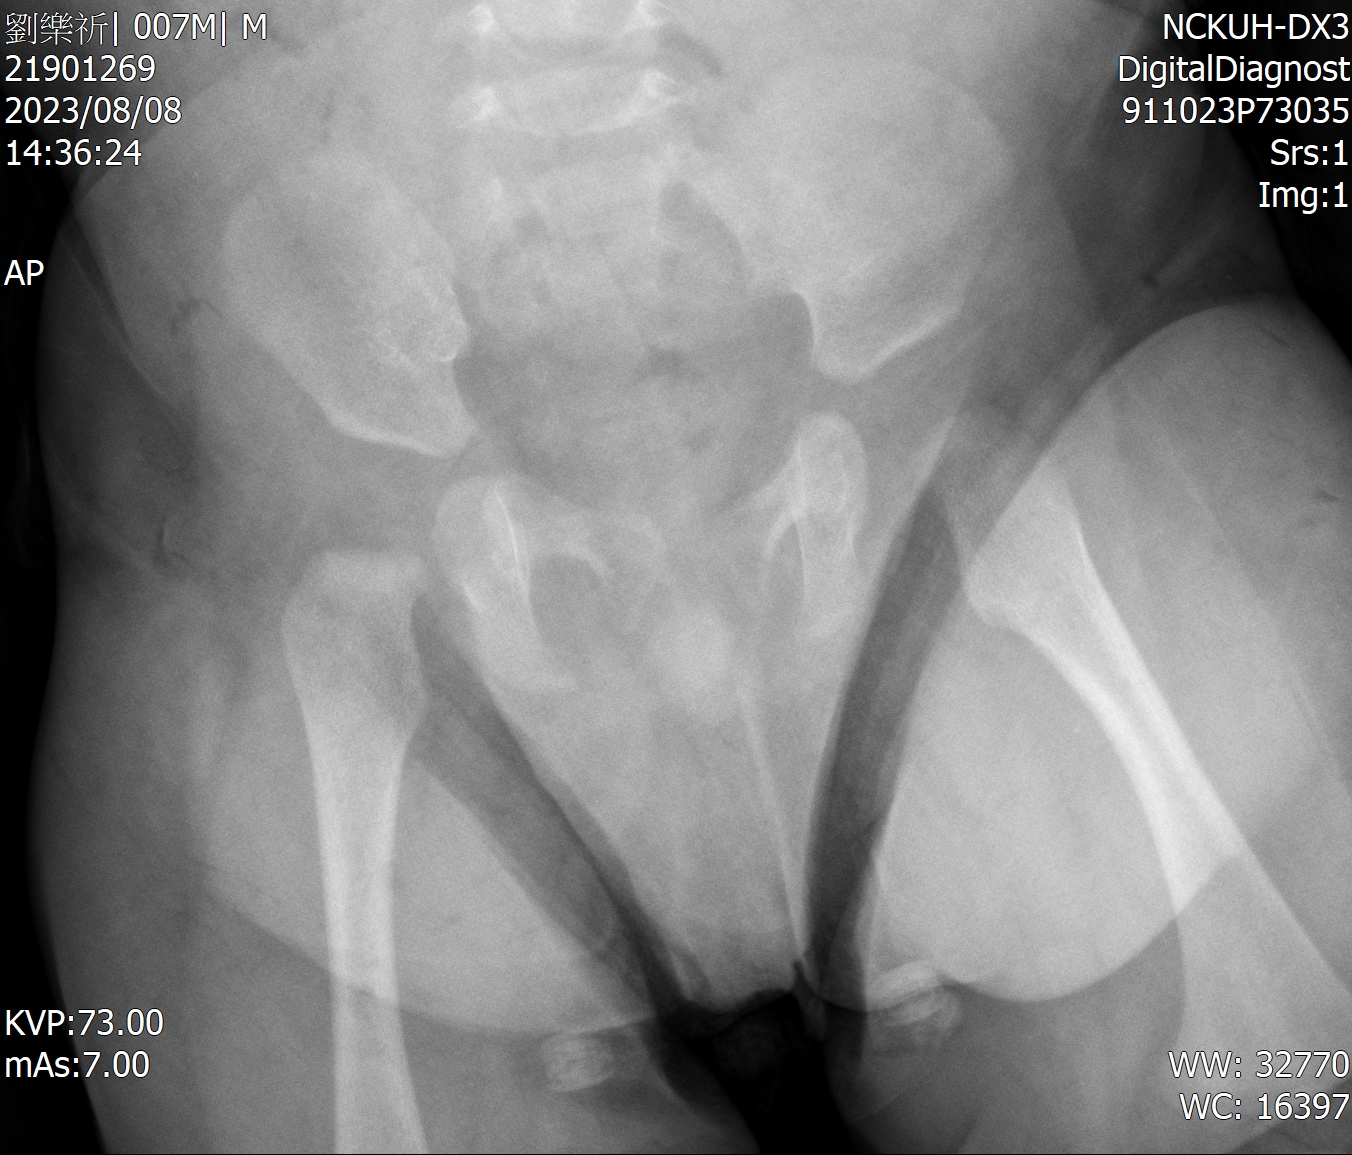 劉樂祈| 007M| M
21901269
2023/08/08
14:36:24
AP
NCKUH-DX3
DigitalDiagnost
911023P73035
Srs:1
Img:1
KVP:73.00
mAs:7.00
WW: 32770
WC: 16397